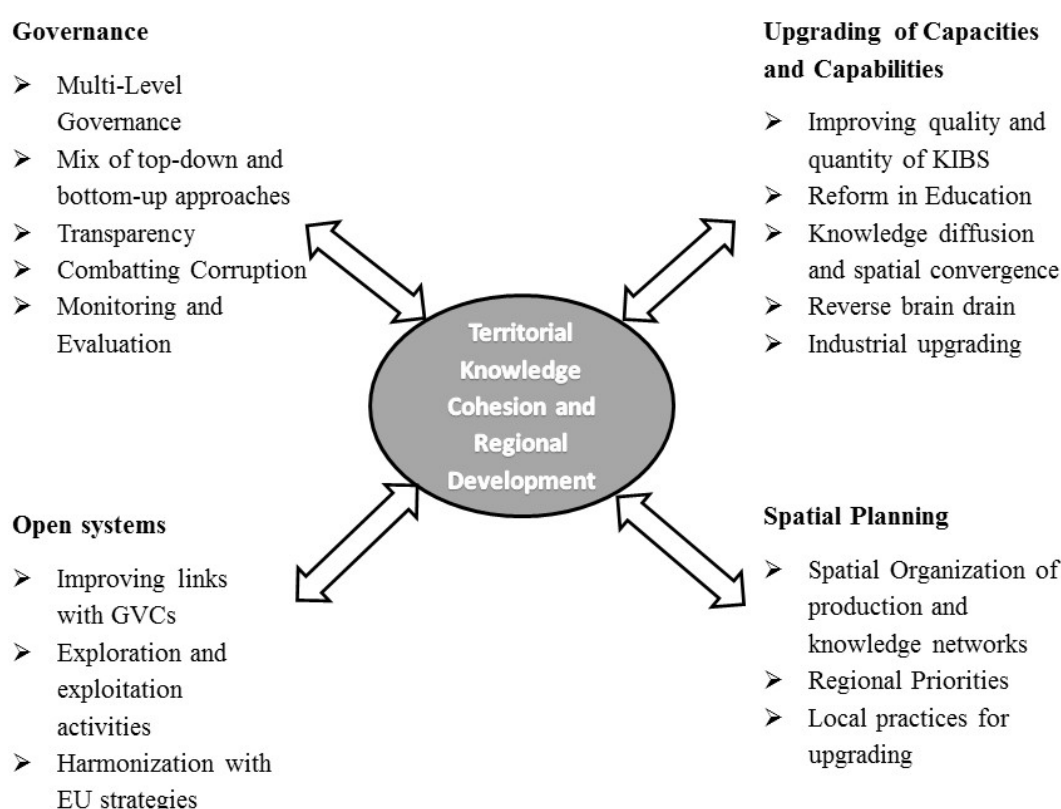 Governance
➢ Multi-Level
Governance
➢ Mix of top-down and
bottom-up approaches
➢ Transparency
➢ Combatting Corruption
➢ Monitoring and
Evaluation
Upgrading of Capacities
and Capabilities
➢ Improving quality and
quantity of KIBS
➢ Reform in Education
➢ Knowledge diffusion
and spatial convergence
➢ Reverse brain drain
➢ Industrial upgrading
Territorial
Knowledge
Cohesion and
Regional
Development
Open systems
➢ Improving links
with GVCs
➢ Exploration and
exploitation
activities
➢ Harmonization with
EU strategies
Spatial Planning
➢ Spatial Organization of
production and
knowledge networks
➢ Regional Priorities
➢ Local practices for
upgrading